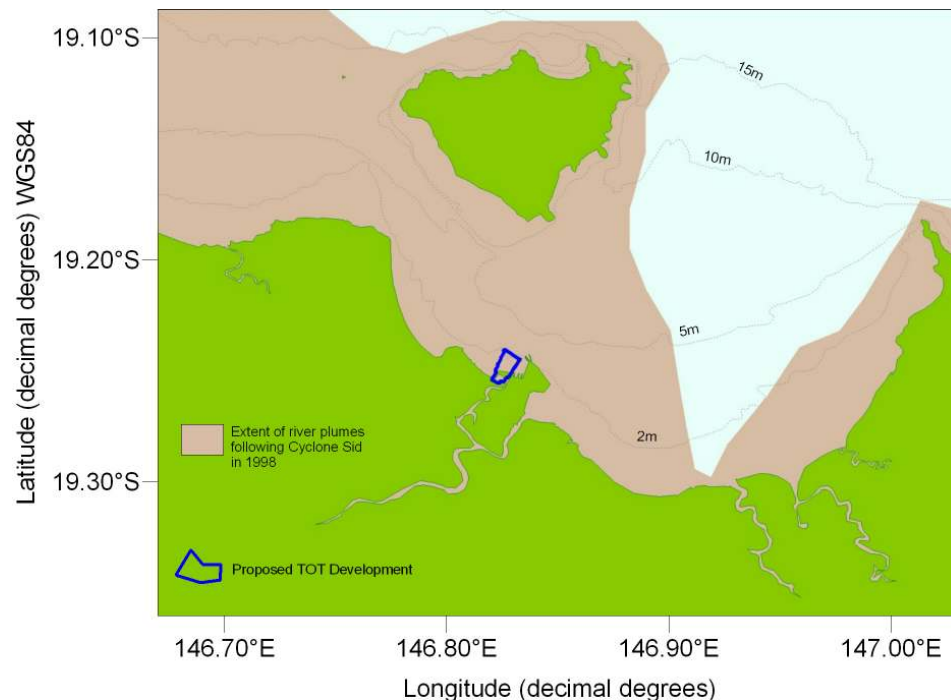 19.10°S
19.20°S
19.30°S
Latitude (decimal degrees) WGS84
15m
10m
5m
2m
Extent of river plumes
following Cyclone Sid
in 1998
Proposed TOT Development
146.70°E
146.80°E
146.90°E
147.00°E
Longitude (decimal degrees)